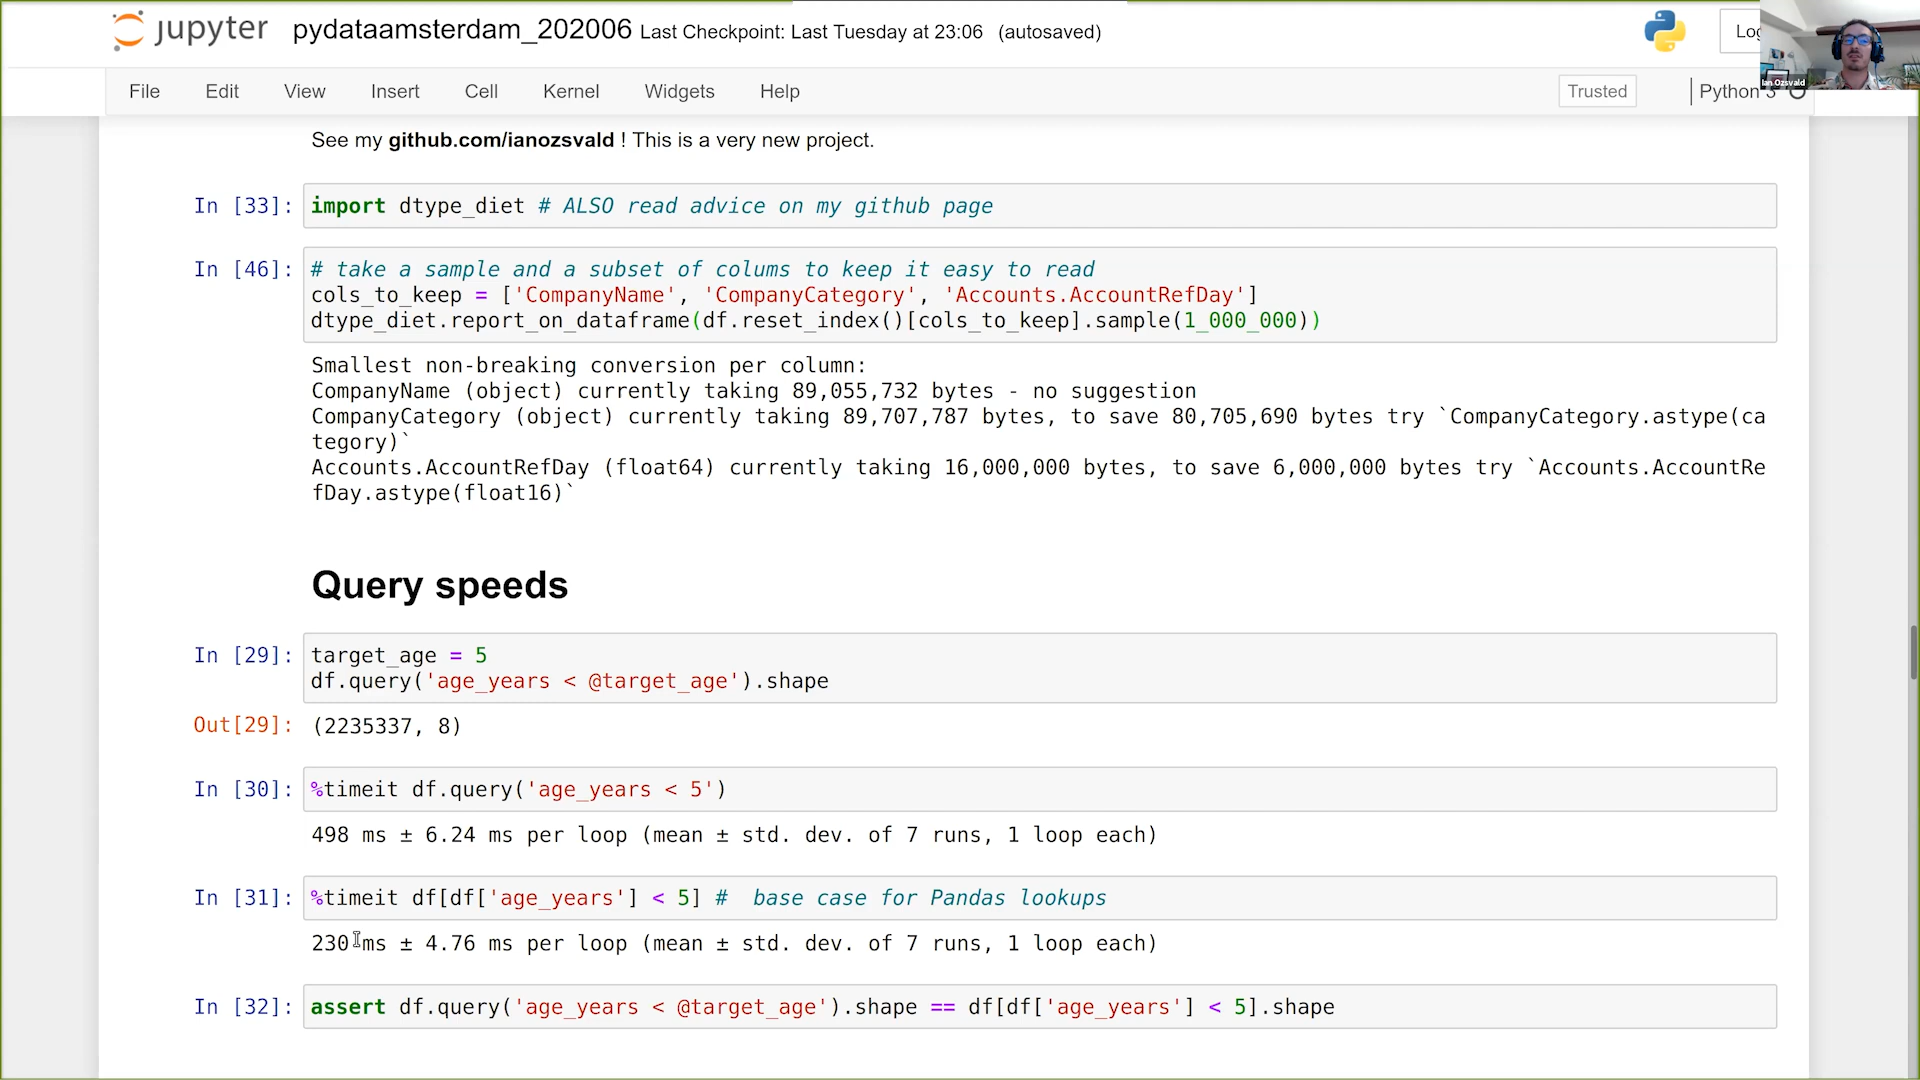 jupyter pydataamsterdam_202006 Last Checkpoint: Last Tuesday at 23:06 (autosaved)
Ian Ozsvald
File Edit View Insert Cell Kernel Widgets Help Trusted Python 3
See my github.com/ianozsvald ! This is a very new project.
In [33]: import dtype_diet # ALSO read advice on my github page
In [46]: # take a sample and a subset of colums to keep it easy to read
cols_to_keep = ['CompanyName', 'CompanyCategory', 'Accounts.AccountRefDay']
dtype_diet.report_on_dataframe(df.reset_index()[cols_to_keep].sample(1_000_000))
Smallest non-breaking conversion per column:
CompanyName (object) currently taking 89,055,732 bytes - no suggestion
CompanyCategory (object) currently taking 89,707,787 bytes, to save 80,705,690 bytes try `CompanyCategory.astype(ca
tegory)`
Accounts.AccountRefDay (float64) currently taking 16,000,000 bytes, to save 6,000,000 bytes try `Accounts.AccountRe
fDay.astype(float16)`
Query speeds
In [29]: target_age = 5
df.query('age_years < @target_age').shape
Out[29]: (2235337, 8)
In [30]: %timeit df.query('age_years < 5')
498 ms ± 6.24 ms per loop (mean ± std. dev. of 7 runs, 1 loop each)
In [31]: %timeit df[df['age_years'] < 5] #  base case for Pandas lookups
230 ms ± 4.76 ms per loop (mean ± std. dev. of 7 runs, 1 loop each)
In [32]: assert df.query('age_years < @target_age').shape == df[df['age_years'] < 5].shape